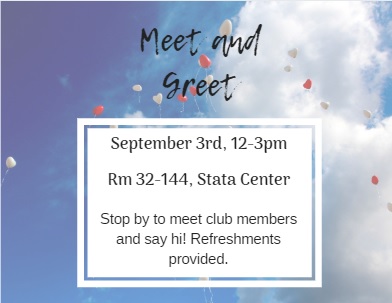 Meet and
Greet
September 3rd, 12-3pm
Rm 32-144, Stata Center
Stop by to meet club members
and say hi! Refreshments
provided.